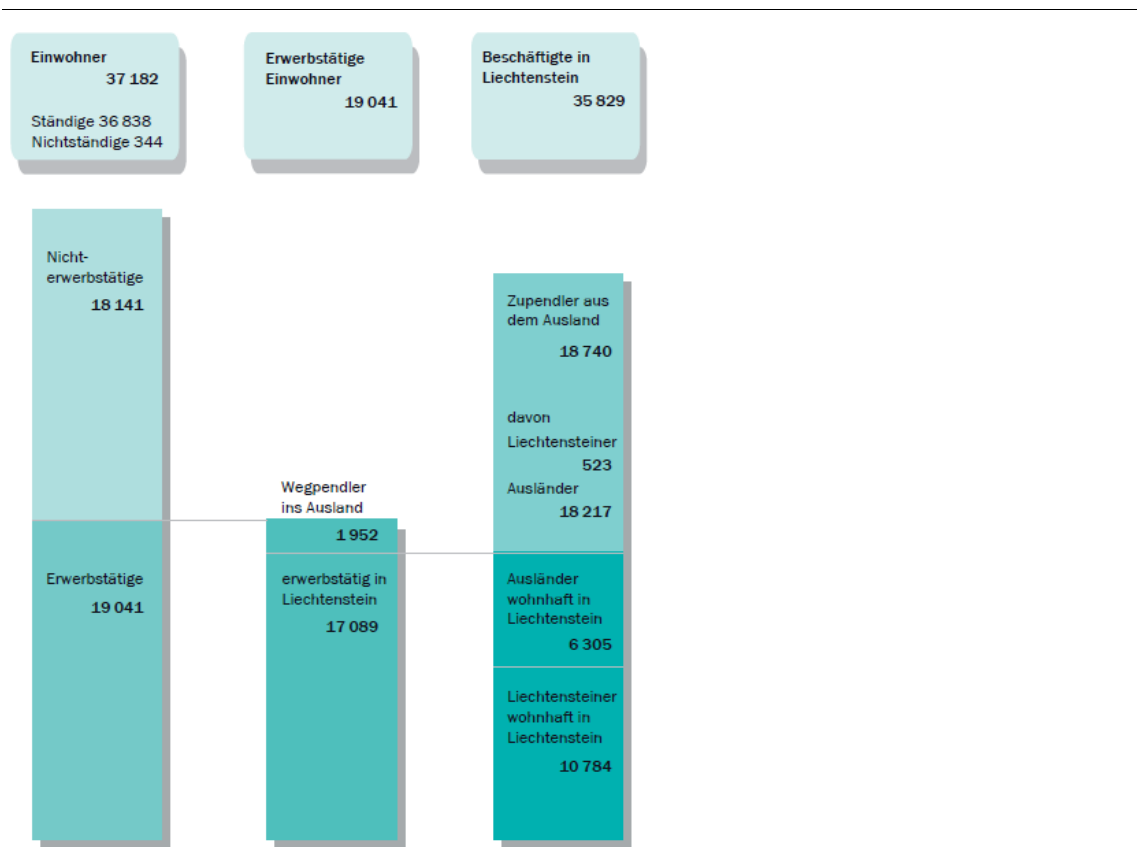 Einwohner
37 182
Ständige 36 838
Nichtständige 344
Erwerbstätige
Einwohner
19 041
Beschäftigte in
Liechtenstein
35 829
Nicht-
erwerbstätige
18 141
Erwerbstätige
19 041
Wegpendler
ins Ausland
1 952
erwerbstätig in
Liechtenstein
17 089
Zupendler aus
dem Ausland
18 740
davon
Liechtensteiner
523
Ausländer
18 217
Ausländer
wohnhaft in
Liechtenstein
6 305
Liechtensteiner
wohnhaft in
Liechtenstein
10 784